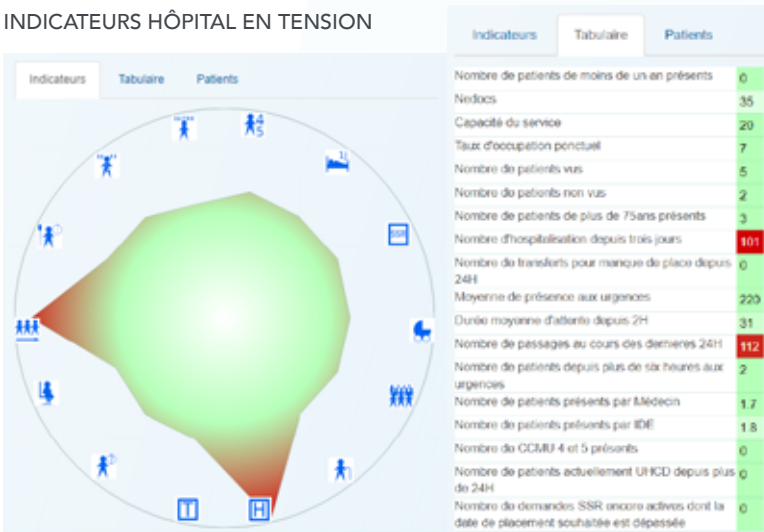 INDICATEURS HÔPITAL EN TENSION
Indicateurs Tabulaire Patients
4
5
1j
SSR
T
H
Indicateurs Tabulaire Patients
Nombre de patients de moins de un an présents 0
Nedocs 35
Capacité du service 20
Taux d'occupation ponctuel 7
Nombre de patients vus 5
Nombre de patients non vus 2
Nombre de patients de plus de 75ans présents 3
Nombre d'hospitalisation depuis trois jours 101
Nombre de transferts pour manque de place depuis 0
24H
Moyenne de présence aux urgences 220
Durée moyenne d'attente depuis 2H 31
Nombre de passages au cours des dernieres 24H 112
Nombre de patients depuis plus de six heures aux 2
urgences
Nombre de patients présents par Médecin 1.7
Nombre de patients présents par IDE 1.8
Nombre de CCMU 4 et 5 présents 0
Nombre de patients actuellement UHCD depuis plus 0
de 24H
Nombre de demandes SSR encore actives dont la 0
date de placement souhaitée est dépassée